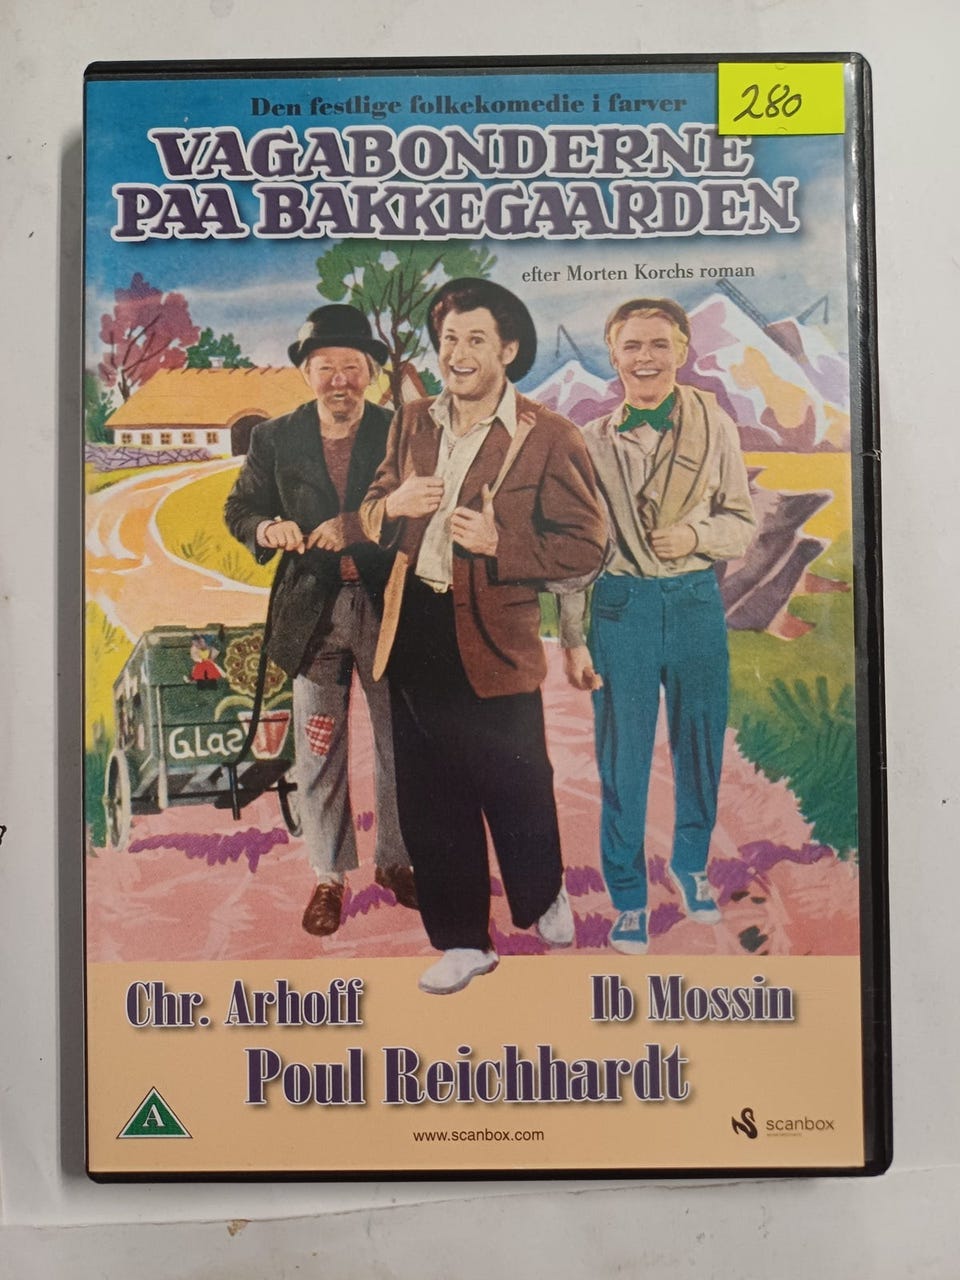 Den festlige folkekomedie i farver
280
VAGABONDERNE
PAA BAKKEGAARDEN
efter Morten Korchs roman
GLas
Chr. Arhoff
Ib Mossin
Poul Reichhardt
A
www.scanbox.com
scanbox